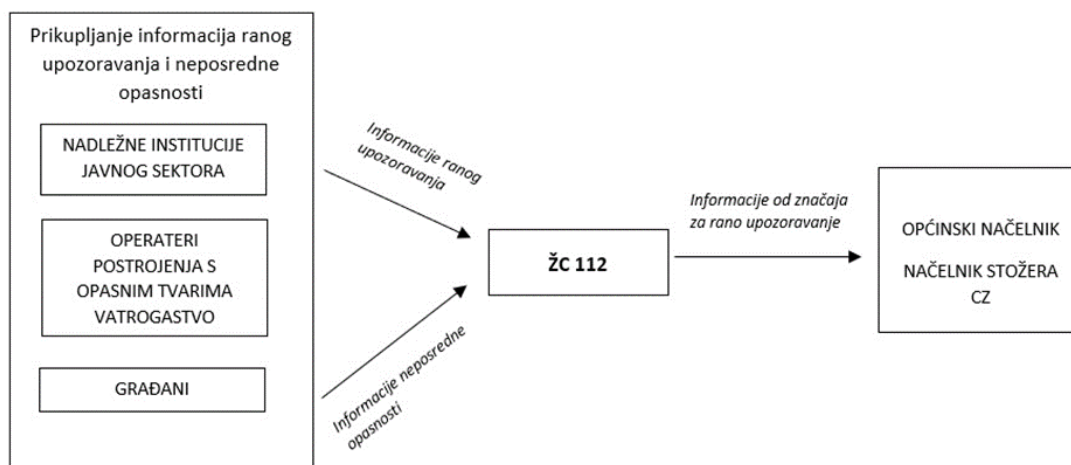 Prikupljanje informacija ranog
upozoravanja i neposredne
opasnosti
NADLEŽNE INSTITUCIJE
JAVNOG SEKTORA
OPERATERI
POSTROJENJA S
OPASNIM TVARIMA
VATROGASTVO
GRAĐANI
Informacije ranog
upozoravanja
Informacije neposredne
opasnosti
ŽC 112
Informacije od značaja
za rano upozoravanje
OPĆINSKI NAČELNIK
NAČELNIK STOŽERA
CZ